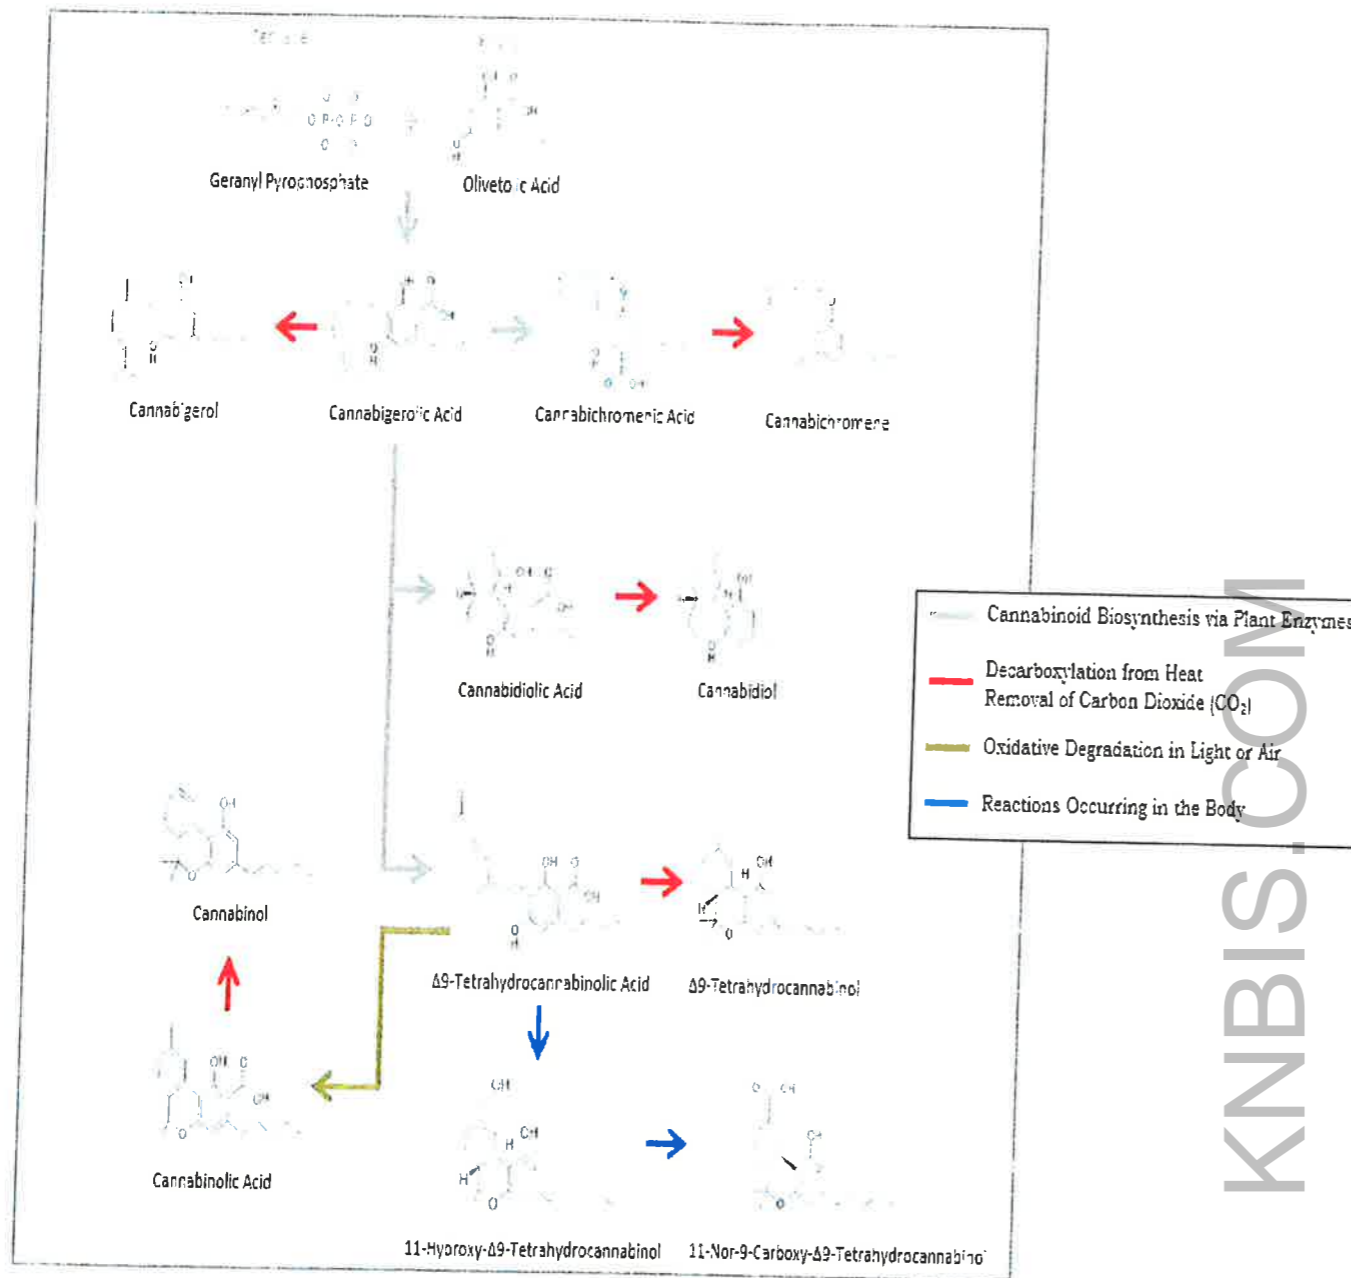 Geranyl Pyrophosphate
Olivetolic Acid
Cannabigerol
Cannabigerolic Acid
Cannabichromenic Acid
Cannabichromene
Cannabidiolic Acid
Cannabidiol
Cannabinoid Biosynthesis via Plant Enzymes
Decarboxylation from Heat
Removal of Carbon Dioxide (CO₂)
Oxidative Degradation in Light or Air
Reactions Occurring in the Body
Cannabinol
Δ9-Tetrahydrocannabinolic Acid
Δ9-Tetrahydrocannabinol
Cannabinolic Acid
11-Hydroxy-Δ9-Tetrahydrocannabinol
11-Nor-9-Carboxy-Δ9-Tetrahydrocannabinol
KNBIS.COM